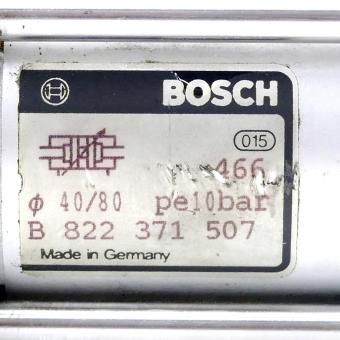 BOSCH
015
466
φ 40/80 pe10bar
B 822 371 507
Made in Germany